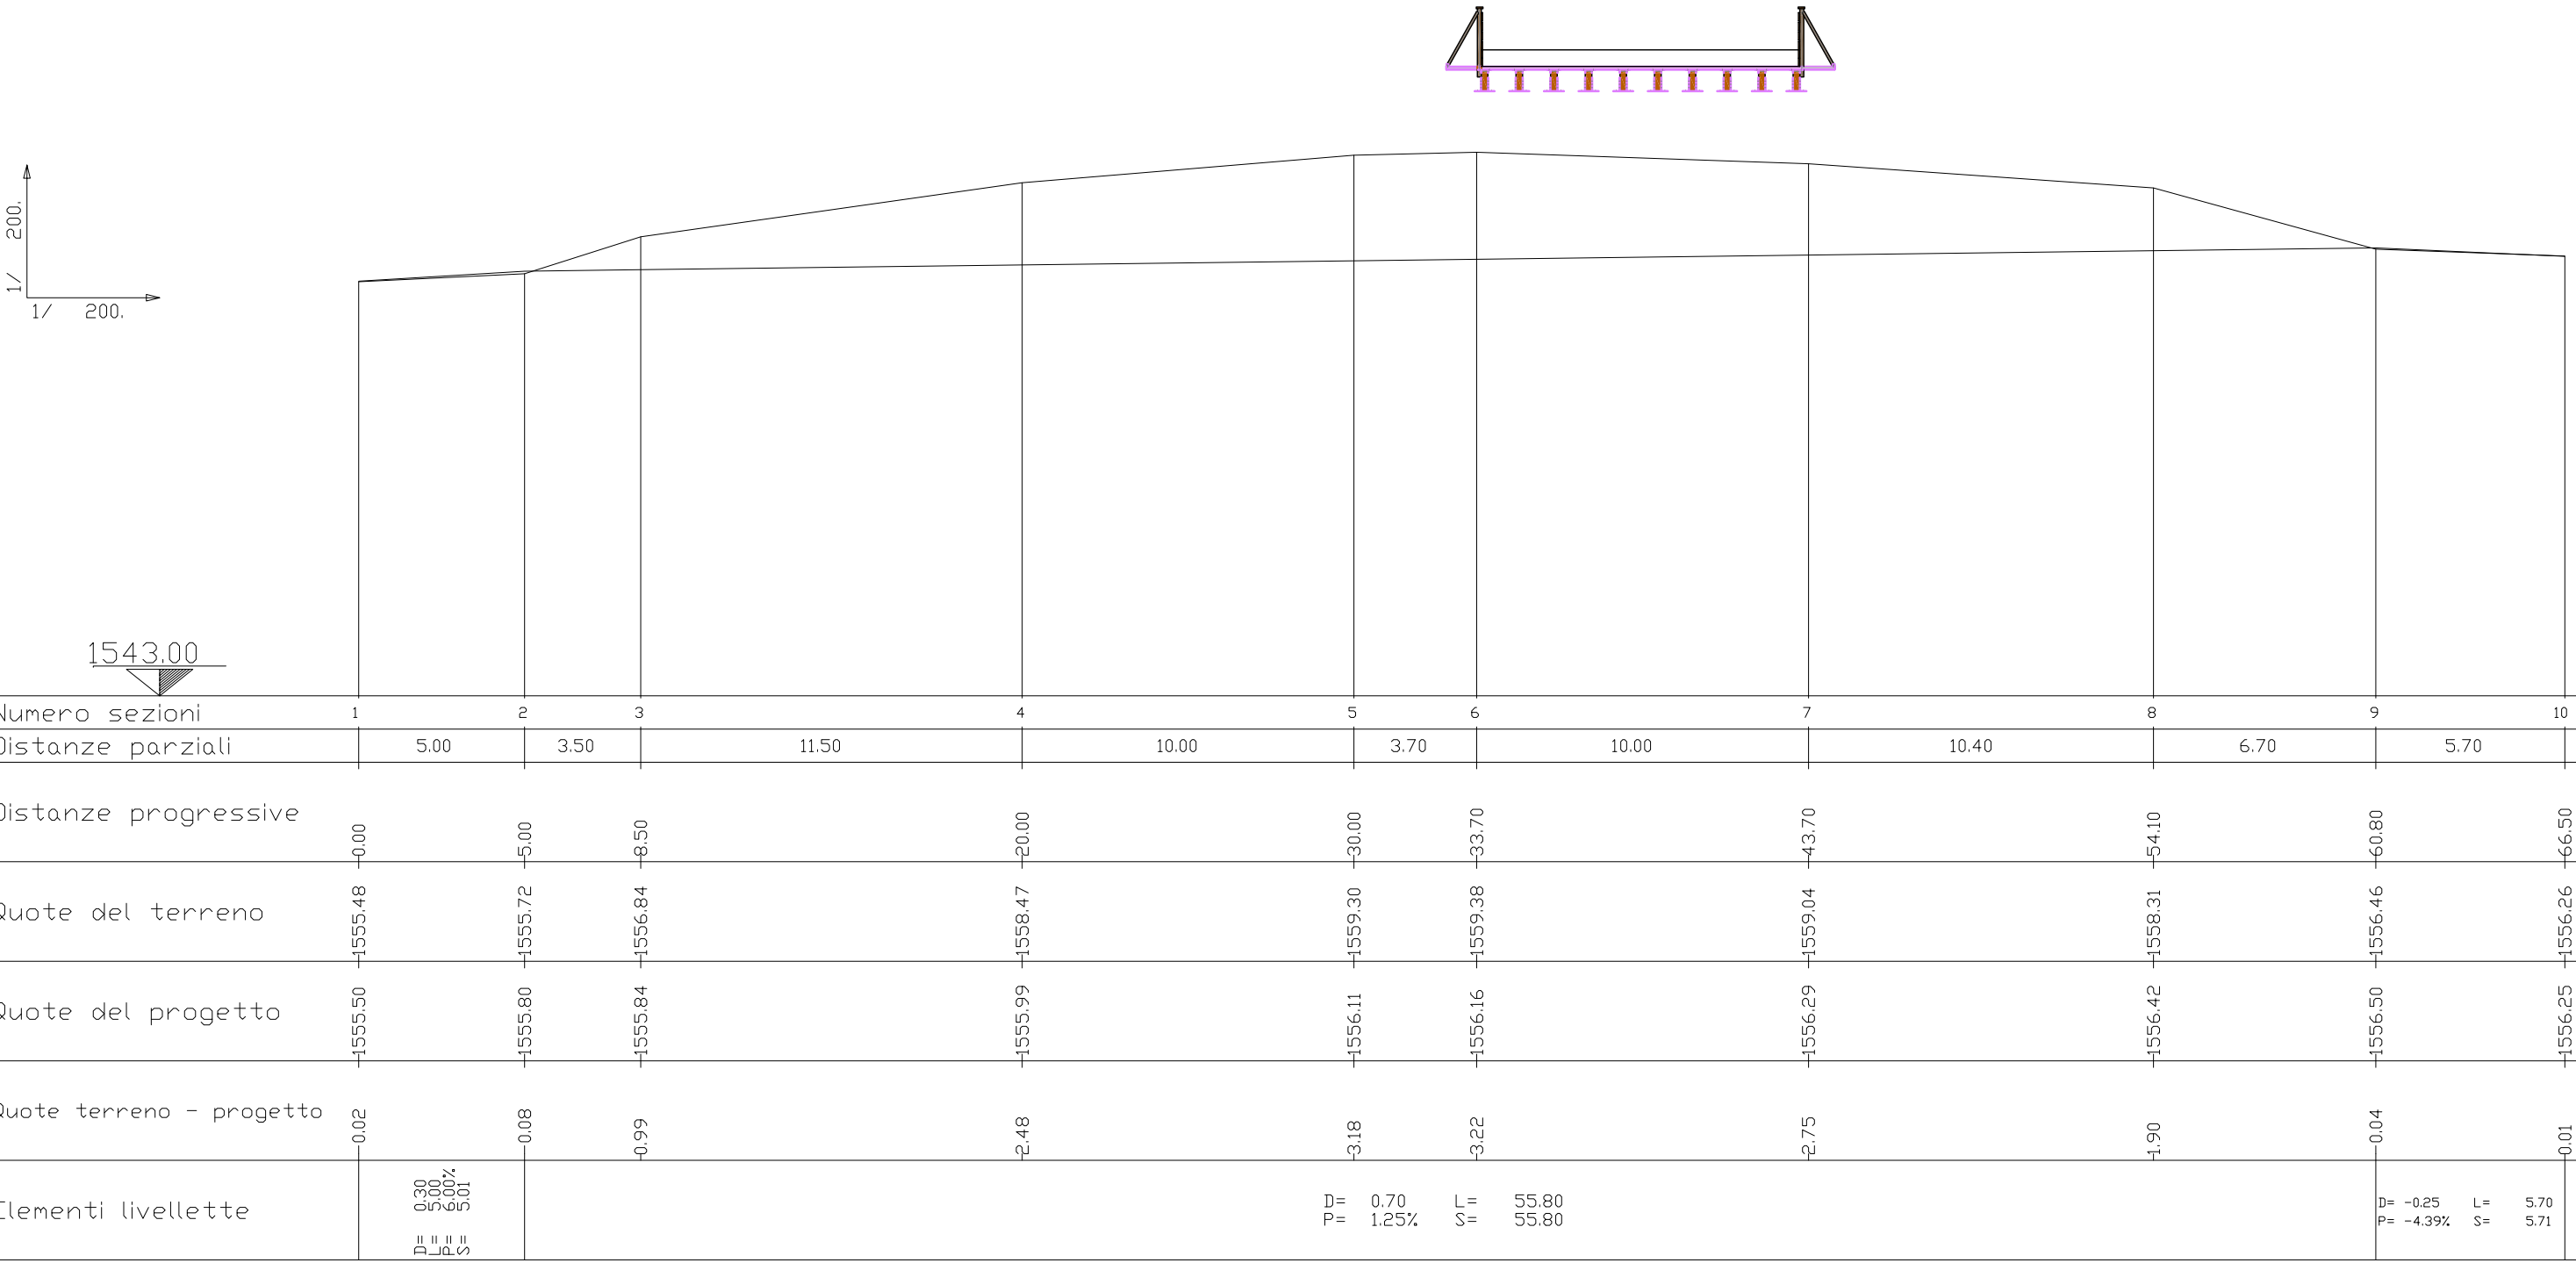 1/ 200.
1/ 200.
1543.00
Numero sezioni 1 2 3 4 5 6 7 8 9 10
Distanze parziali 5.00 3.50 11.50 10.00 3.70 10.00 10.40 6.70 5.70
Distanze progressive 0.00 5.00 8.50 20.00 30.00 33.70 43.70 54.10 60.80 66.50
Quote del terreno 1555.48 1555.72 1556.84 1558.47 1559.30 1559.38 1559.04 1558.31 1556.46 1556.26
Quote del progetto 1555.50 1555.80 1555.84 1555.99 1556.11 1556.16 1556.29 1556.42 1556.50 1556.25
Quote terreno - progetto -0.02 -0.08 0.99 2.48 3.18 3.22 2.75 1.90 -0.04 0.01
Elementi livellette
D= 0.30
L= 5.00
P= 6.00%
S= 5.01
D= 0.70 L= 55.80
P= 1.25% S= 55.80
D= -0.25 L= 5.70
P= -4.39% S= 5.71